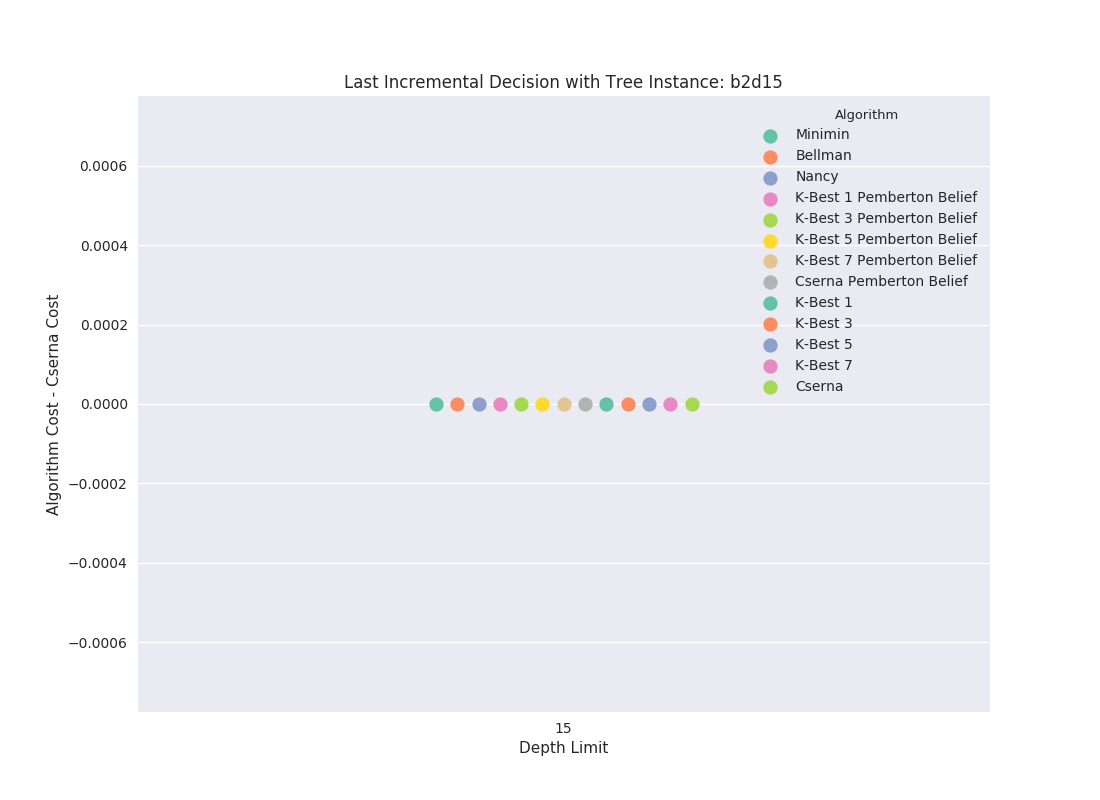 Last Incremental Decision with Tree Instance: b2d15
Algorithm
Minimin
Bellman
Nancy
K-Best 1 Pemberton Belief
K-Best 3 Pemberton Belief
K-Best 5 Pemberton Belief
K-Best 7 Pemberton Belief
Cserna Pemberton Belief
K-Best 1
K-Best 3
K-Best 5
K-Best 7
Cserna
Algorithm Cost - Cserna Cost
0.0006
0.0004
0.0002
0.0000
−0.0002
−0.0004
−0.0006
15
Depth Limit